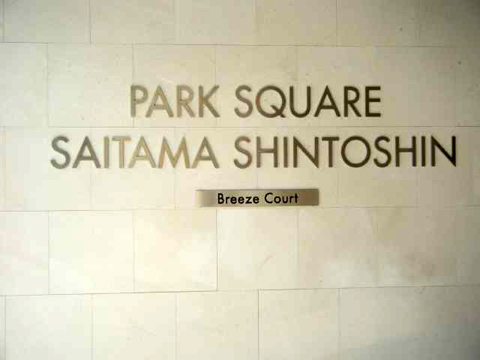 PARK SQUARE
SAITAMA SHINTOSHIN
Breeze Court